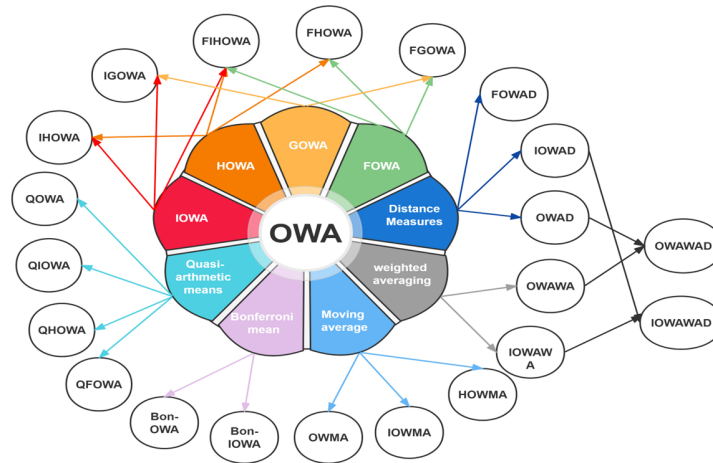 FIHOWA
FHOWA
FGOWA
IGOWA
FOWAD
IHOWA
IOWAD
QOWA
OWAD
OWAWAD
QIOWA
OWAWA
QHOWA
IOWAWAD
IOWAW
A
QFOWA
HOWMA
Bon-
OWA
Bon-
IOWA
OWMA
IOWMA
GOWA
HOWA
FOWA
IOWA
Distance
Measures
OWA
Quasi-
arthmetic
means
weighted
averaging
Bonferroni
mean
Moving
average